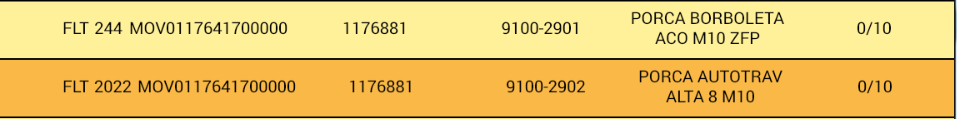 FLT 244 MOV0117641700000 1176881 9100-2901 PORCA BORBOLETA ACO M10 ZFP 0/10
FLT 2022 MOV0117641700000 1176881 9100-2902 PORCA AUTOTRAV ALTA 8 M10 0/10